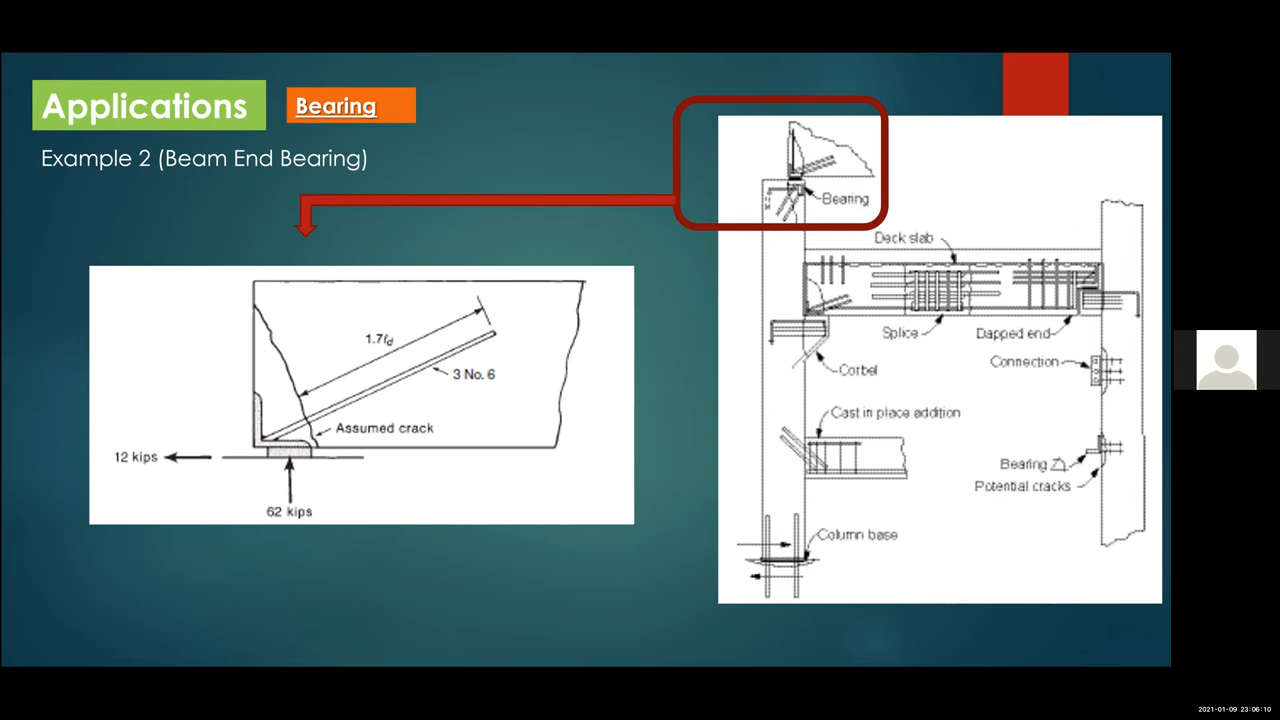 Applications
Bearing
Example 2 (Beam End Bearing)
1.7ℓd
3 No. 6
Assumed crack
12 kips
62 kips
Bearing
Deck slab
Splice
Dapped end
Connection
Corbel
Cast in place addition
Bearing
Potential cracks
Column base
2021-01-09 23:06:10